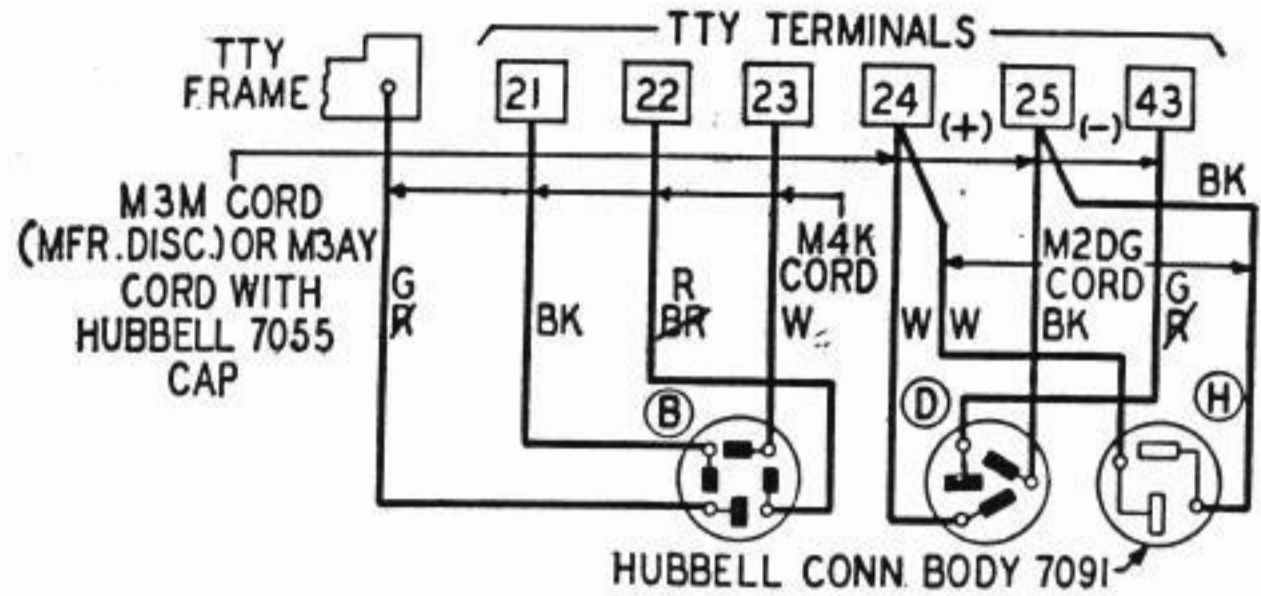 TTY TERMINALS
TTY
FRAME
21
22
23
24
(+)
25
(-)
43
BK
M3M CORD
(MFR. DISC.) OR M3AY
CORD WITH
HUBBELL 7055
CAP
M4K
CORD
M2DG
CORD
G
R
BK
R
BR
W
W
W
BK
G
R
B
D
H
HUBBELL CONN. BODY 7091